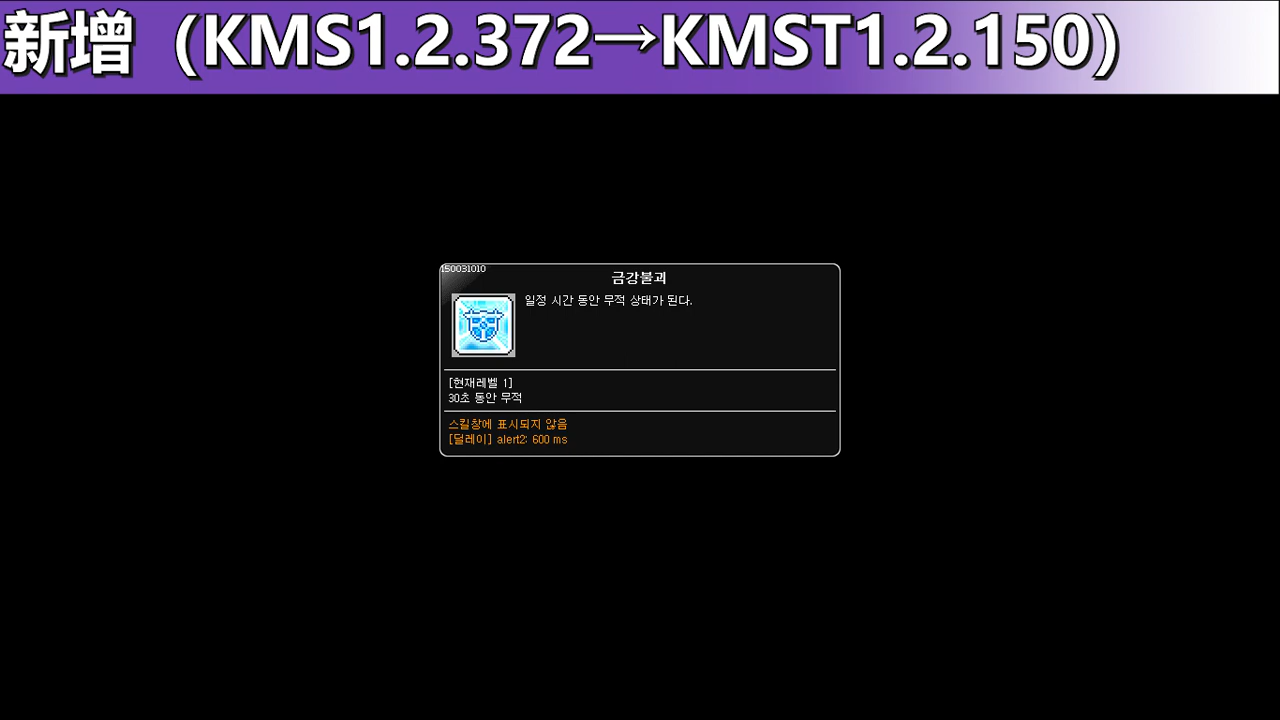 新增（KMS1.2.372→KMST1.2.150）
150031010
금강불괴
일정 시간 동안 무적 상태가 된다.
[현재레벨 1]
30초 동안 무적
스킬창에 표시되지 않음
[딜레이] alert2: 600 ms